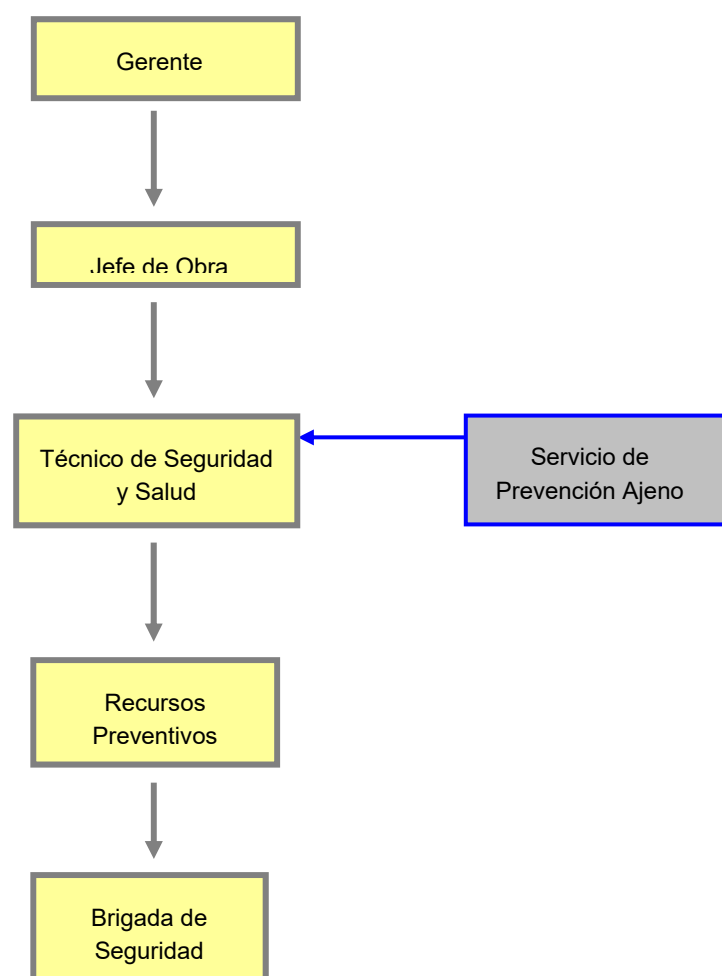 Gerente
Jefe de Obra
Técnico de Seguridad
y Salud
Servicio de
Prevención Ajeno
Recursos
Preventivos
Brigada de
Seguridad